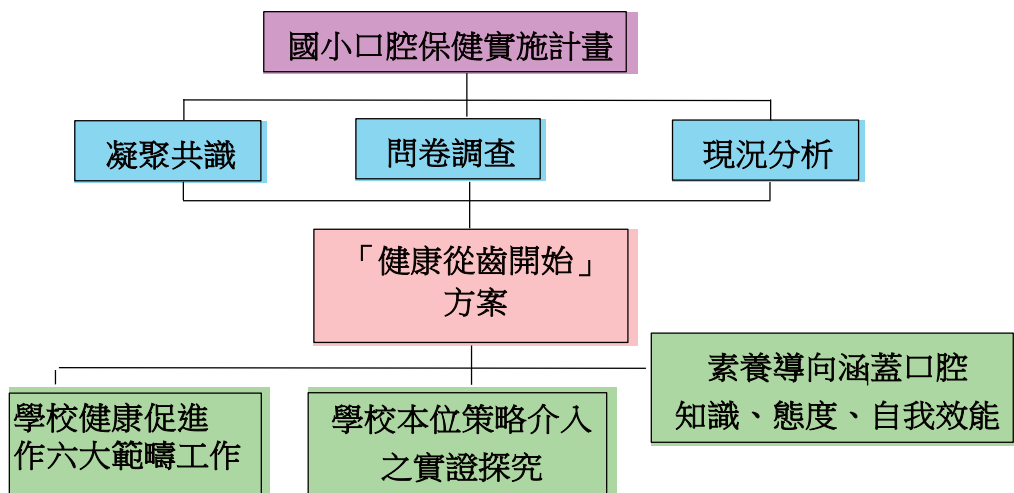 國小口腔保健實施計畫
凝聚共識
問卷調查
現況分析
「健康從齒開始」
方案
素養導向涵蓋口腔
知識、態度、自我效能
學校健康促進
作六大範疇工作
學校本位策略介入
之實證探究